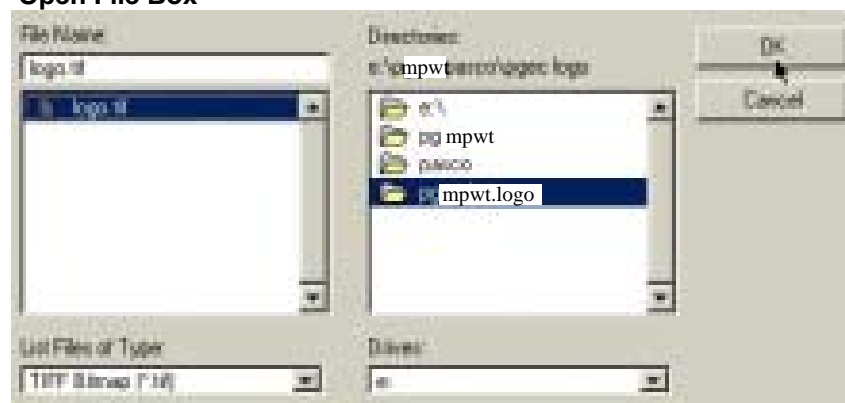 Open File Box
File Name: Directories: OK
logo.tif mpwt logo
logo.tif e:\ Cancel
mpwt
pasco
mpwt.logo
List Files of Type: Drives:
TIFF Bitmap (*.tif) e: